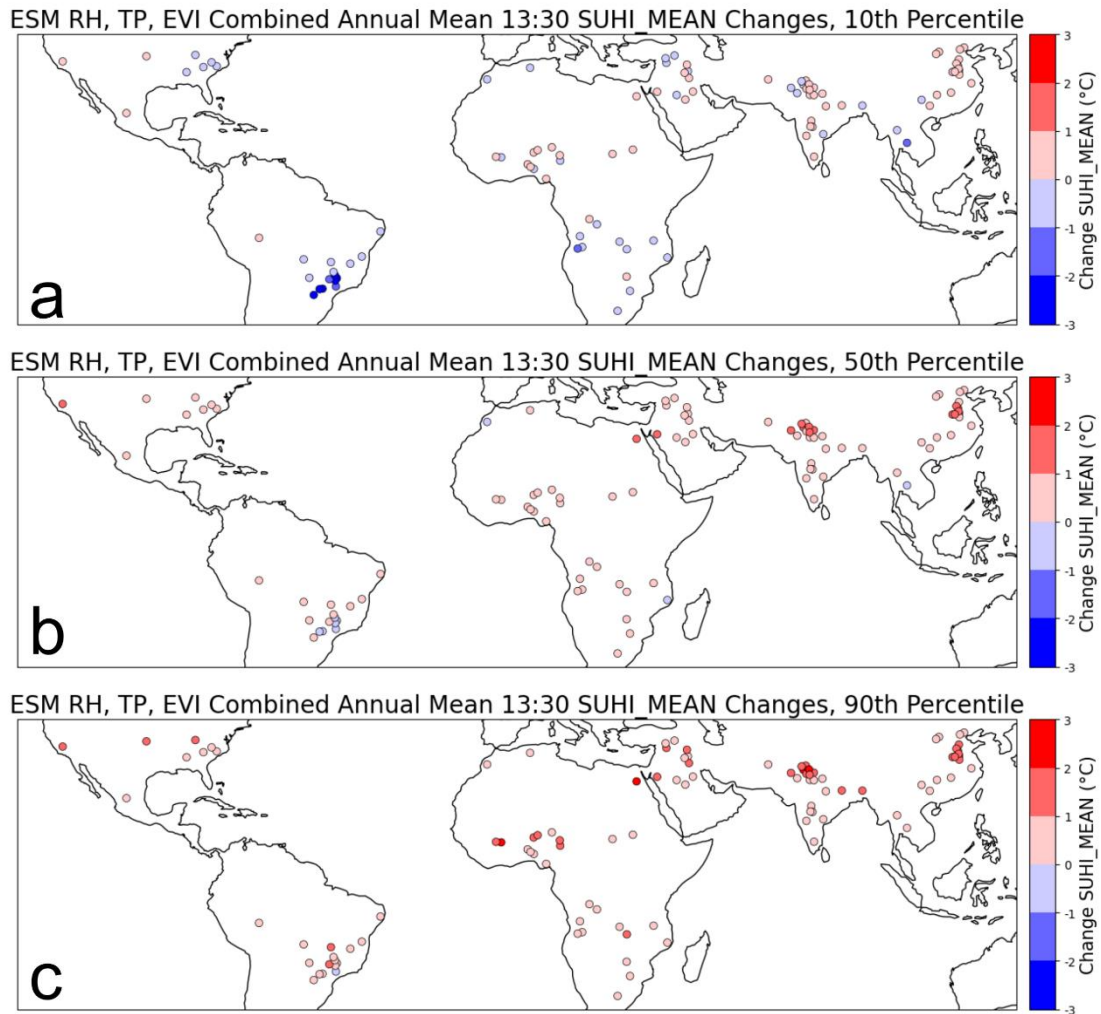 ESM RH, TP, EVI Combined Annual Mean 13:30 SUHI_MEAN Changes, 10th Percentile
a
3
2
1
0
-1
-2
-3
Change SUHI_MEAN (°C)
ESM RH, TP, EVI Combined Annual Mean 13:30 SUHI_MEAN Changes, 50th Percentile
b
3
2
1
0
-1
-2
-3
Change SUHI_MEAN (°C)
ESM RH, TP, EVI Combined Annual Mean 13:30 SUHI_MEAN Changes, 90th Percentile
c
3
2
1
0
-1
-2
-3
Change SUHI_MEAN (°C)